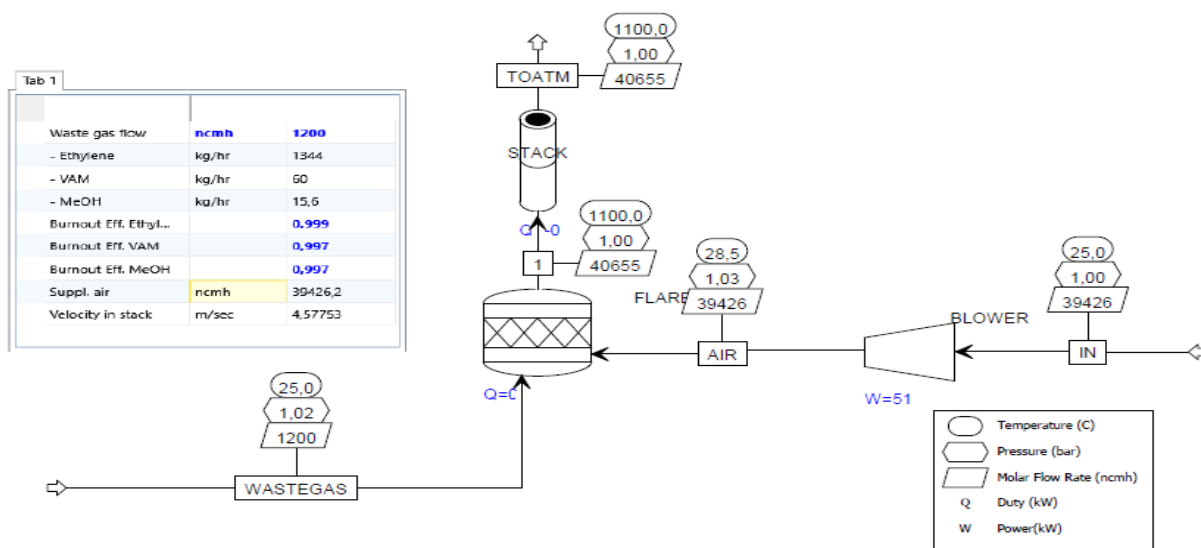 Tab 1
Waste gas flow ncmh 1200
- Ethylene kg/hr 1344
- VAM kg/hr 60
- MeOH kg/hr 15,6
Burnout Eff. Ethyl... 0,999
Burnout Eff. VAM 0,997
Burnout Eff. MeOH 0,997
Suppl. air ncmh 39426,2
Velocity in stack m/sec 4,57753
1100,0
1,00
40655
TOATM
STACK
Q -0
1100,0
1,00
40655
1
28,5
1,03
39426
FLARE
AIR
25,0
1,00
39426
BLOWER
IN
W=51
Q=0
25,0
1,02
1200
WASTEGAS
Temperature (C)
Pressure (bar)
Molar Flow Rate (ncmh)
Q Duty (kW)
W Power(kW)